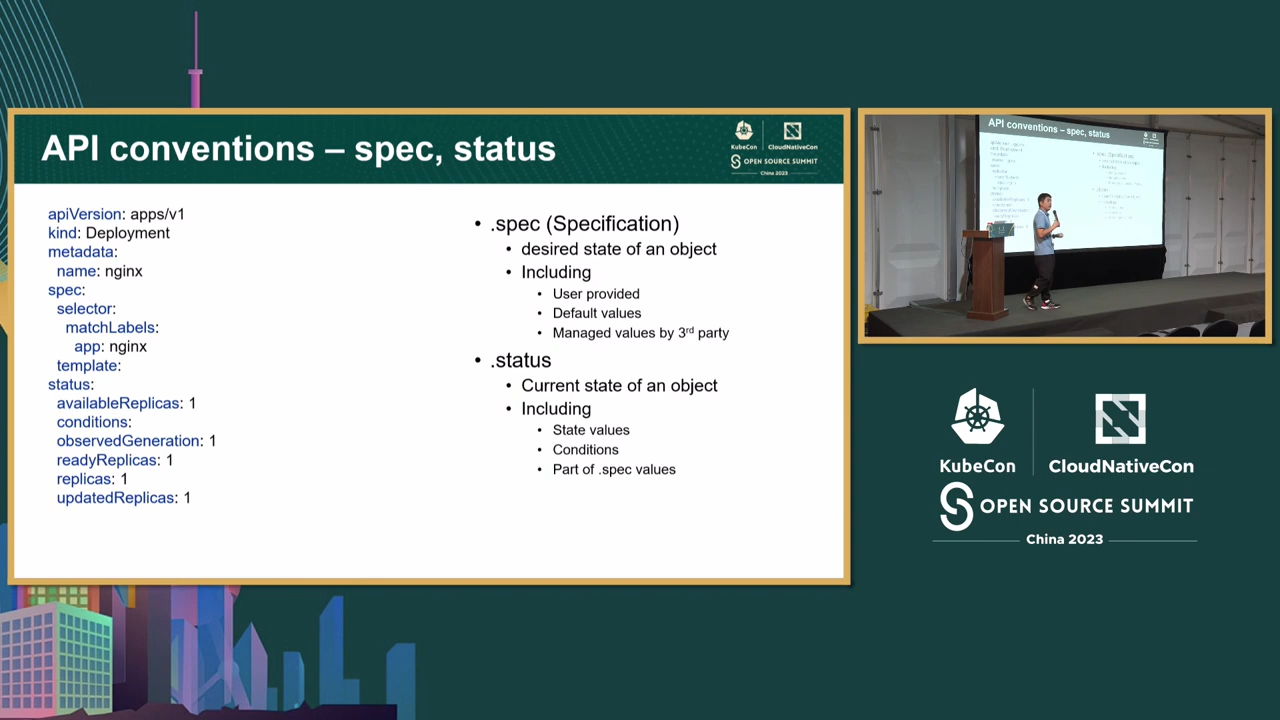 API conventions – spec, status
KubeCon
CloudNativeCon
OPEN SOURCE SUMMIT
China 2023
apiVersion: apps/v1
kind: Deployment
metadata:
name: nginx
spec:
selector:
matchLabels:
app: nginx
template:
status:
availableReplicas: 1
conditions:
observedGeneration: 1
readyReplicas: 1
replicas: 1
updatedReplicas: 1
• .spec (Specification)
• desired state of an object
• Including
• User provided
• Default values
• Managed values by 3rd party
• .status
• Current state of an object
• Including
• State values
• Conditions
• Part of .spec values
API conventions – spec, status
KubeCon
CloudNativeCon
OPEN SOURCE SUMMIT
China 2023